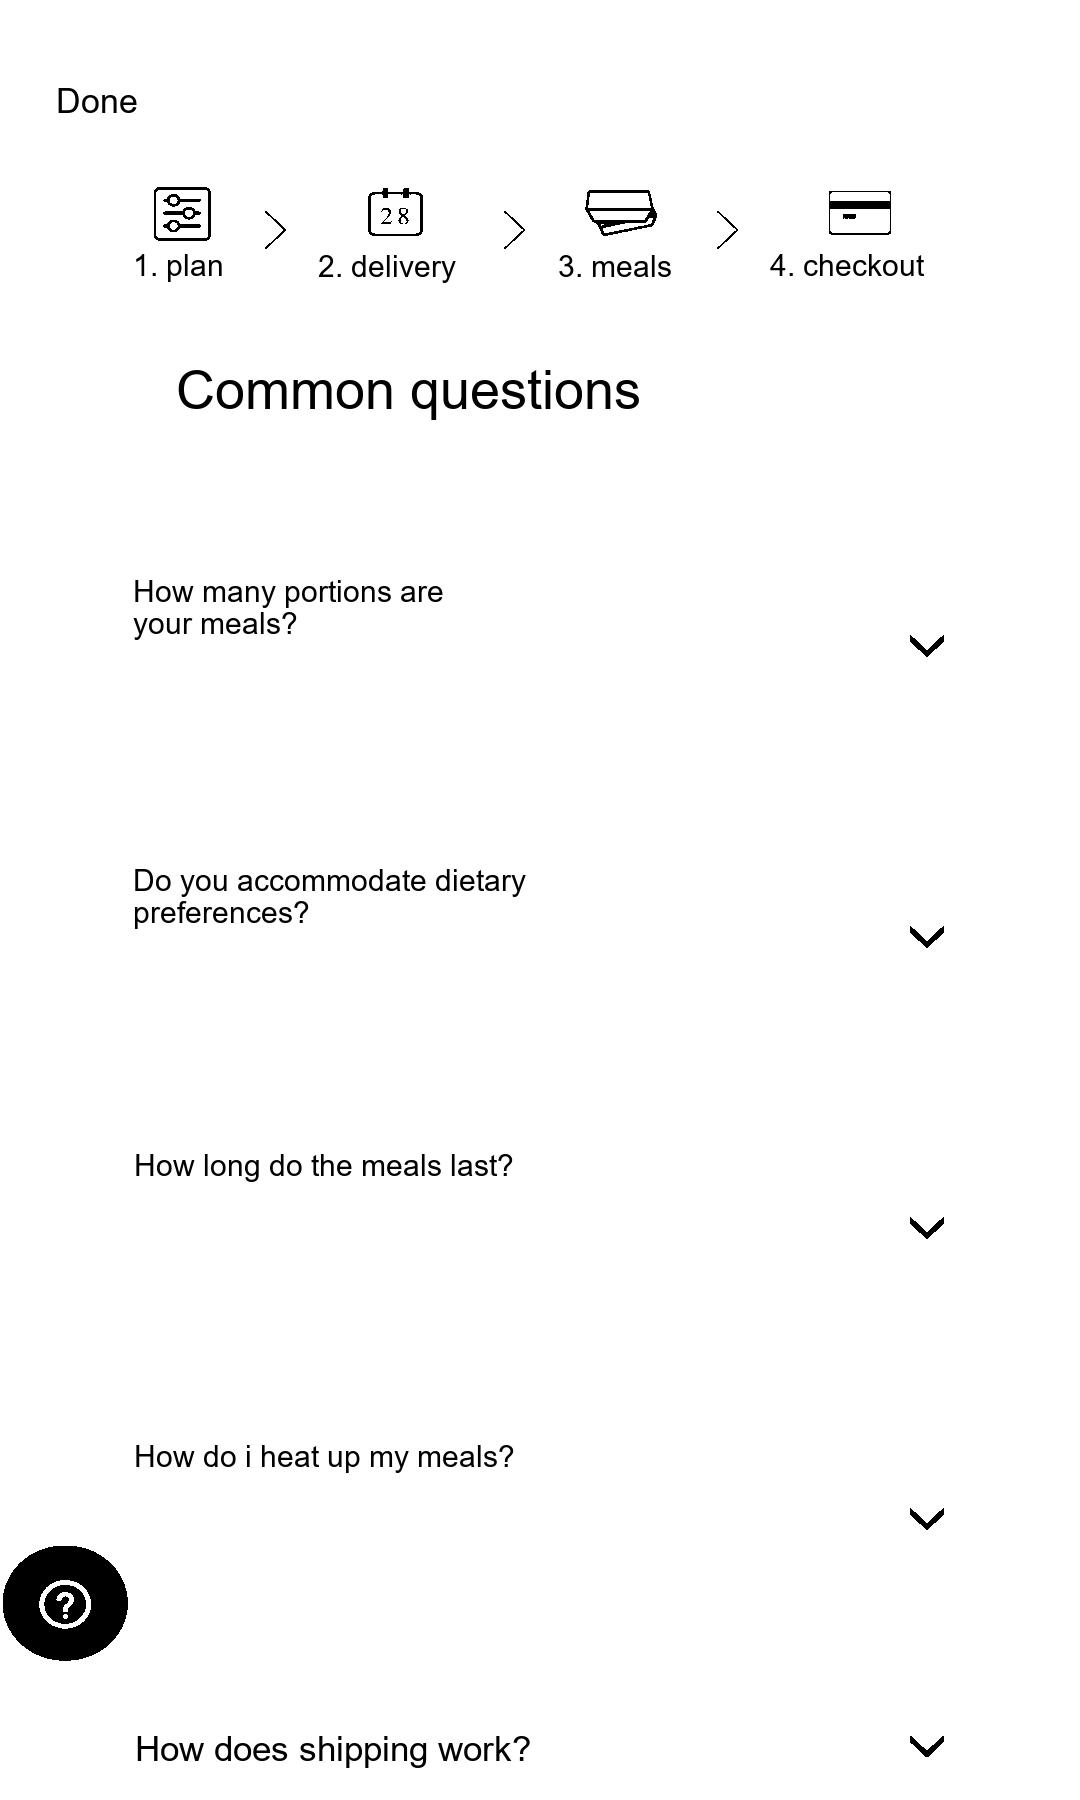 Done
28
1. plan
2. delivery
3. meals
4. checkout
Common questions
How many portions are
your meals?
Do you accommodate dietary
preferences?
How long do the meals last?
How do i heat up my meals?
?
How does shipping work?